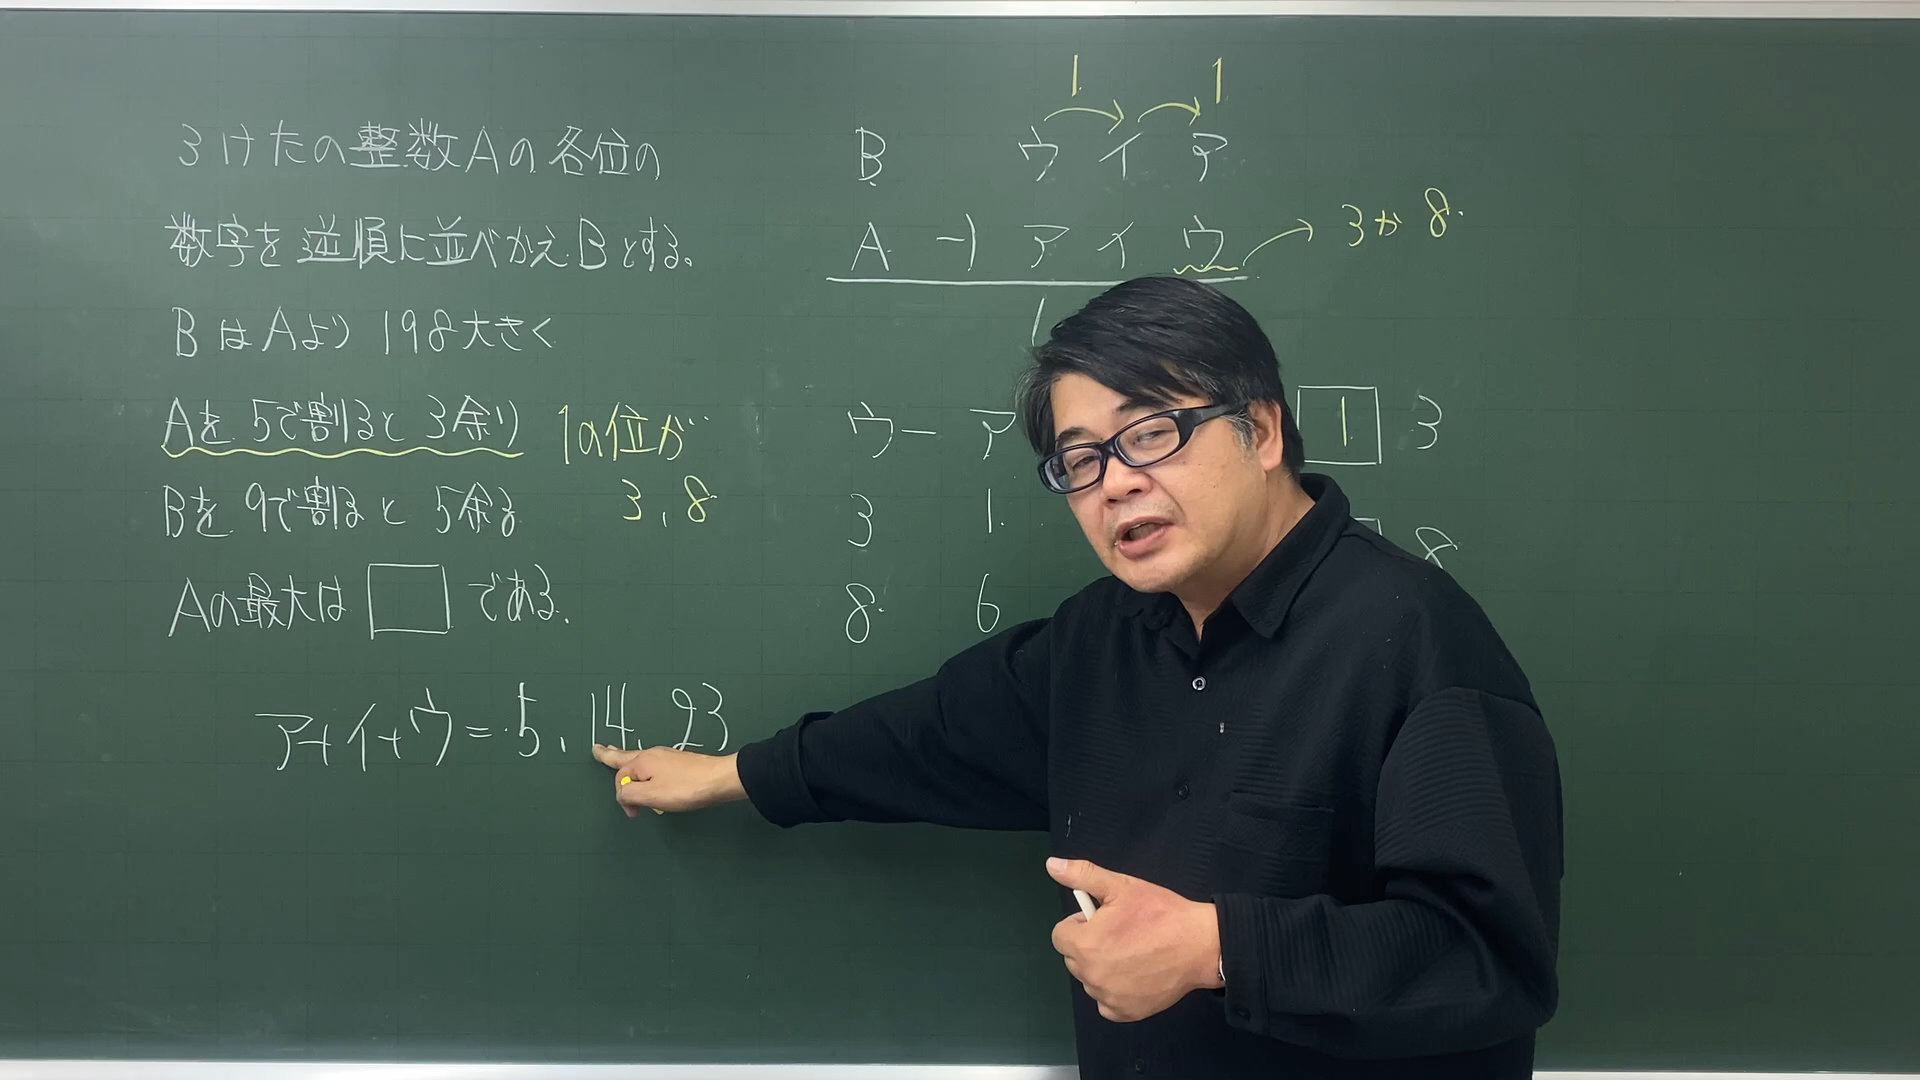 3けたの整数Aの各位の
数字を逆順に並べかえBとする。
BはAより198大きく
Aを5で割ると3余り
1の位が
3,8
Bを9で割ると5余る
Aの最大は□である。
ア+イ+ウ=5,14,23
1 1
B ウイア
A -) アイウ → 3か8.
1
ウ-ア
3 1
8 6
1 3
8